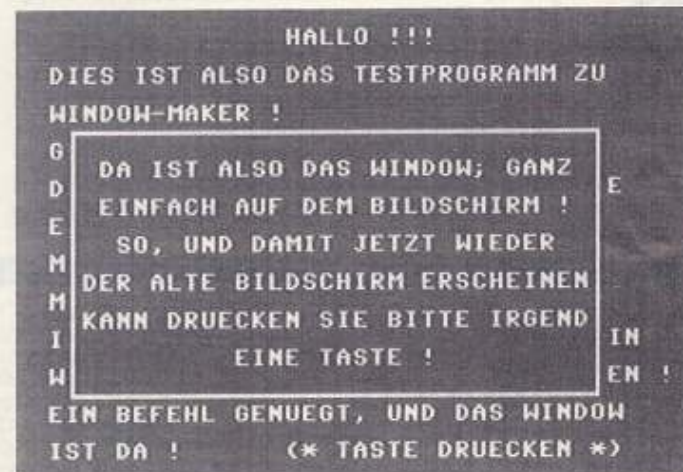 HALLO !!!
DIES IST ALSO DAS TESTPROGRAMM ZU
WINDOW-MAKER !
G
DA IST ALSO DAS WINDOW; GANZ
D E
EINFACH AUF DEM BILDSCHIRM !
E
SO, UND DAMIT JETZT WIEDER
M
DER ALTE BILDSCHIRM ERSCHEINEN
M
KANN DRUECKEN SIE BITTE IRGEND
I IN
EINE TASTE !
W EN !
EIN BEFEHL GENUEGT, UND DAS WINDOW
IST DA ! (* TASTE DRUECKEN *)